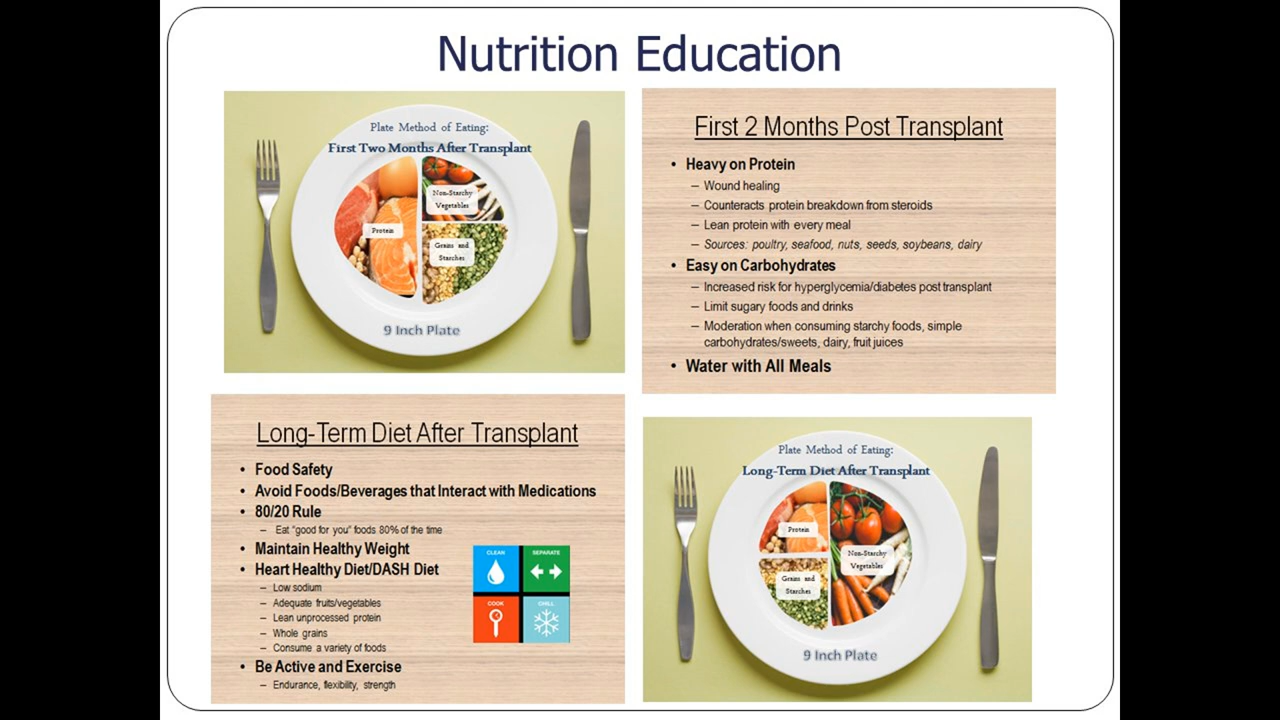 Nutrition Education
Plate Method of Eating:
First Two Months After Transplant
Protein
Non-Starchy
Vegetables
Grains and
Starches
9 Inch Plate
First 2 Months Post Transplant
• Heavy on Protein
– Wound healing
– Counteracts protein breakdown from steroids
– Lean protein with every meal
– Sources: poultry, seafood, nuts, seeds, soybeans, dairy
• Easy on Carbohydrates
– Increased risk for hyperglycemia/diabetes post transplant
– Limit sugary foods and drinks
– Moderation when consuming starchy foods, simple
carbohydrates/sweets, dairy, fruit juices
• Water with All Meals
Long-Term Diet After Transplant
• Food Safety
• Avoid Foods/Beverages that Interact with Medications
• 80/20 Rule
– Eat “good for you” foods 80% of the time
• Maintain Healthy Weight
• Heart Healthy Diet/DASH Diet
– Low sodium
– Adequate fruits/vegetables
– Lean unprocessed protein
– Whole grains
– Consume a variety of foods
• Be Active and Exercise
– Endurance, flexibility, strength
CLEAN
SEPARATE
COOK
CHILL
Plate Method of Eating:
Long-Term Diet After Transplant
Protein
Non-Starchy
Vegetables
Grains and
Starches
9 Inch Plate